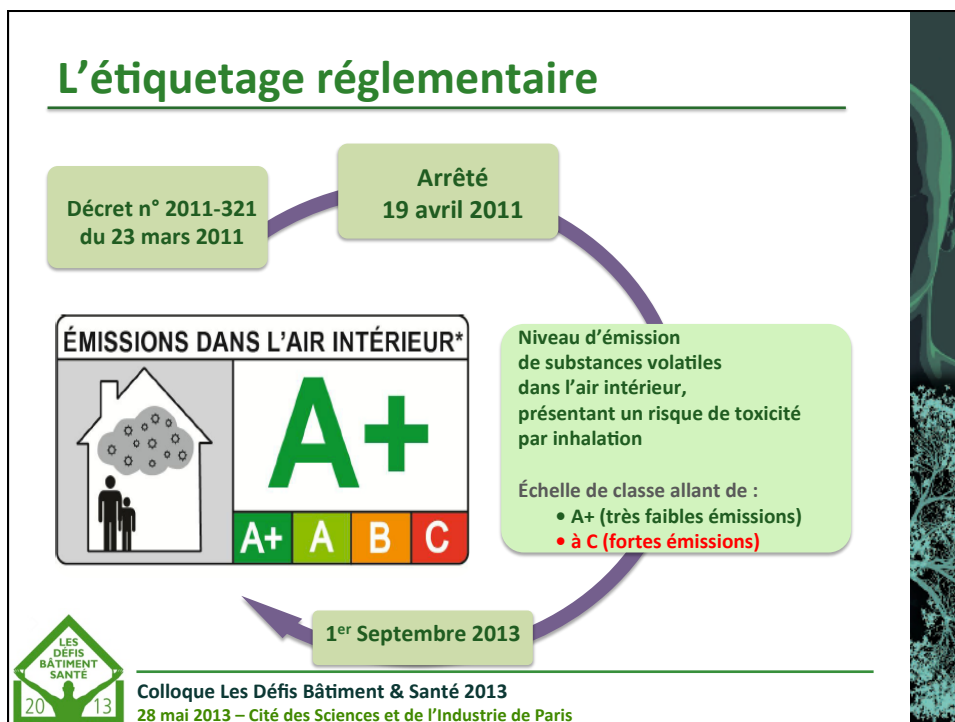 L'étiquetage réglementaire
Décret n° 2011-321
du 23 mars 2011
Arrêté
19 avril 2011
ÉMISSIONS DANS L'AIR INTÉRIEUR*
A+
A+ A B C
Niveau d'émission
de substances volatiles
dans l'air intérieur,
présentant un risque de toxicité
par inhalation
Échelle de classe allant de :
• A+ (très faibles émissions)
• à C (fortes émissions)
1er Septembre 2013
LES
DÉFIS
BÂTIMENT
SANTÉ
20 13
Colloque Les Défis Bâtiment & Santé 2013
28 mai 2013 – Cité des Sciences et de l'Industrie de Paris